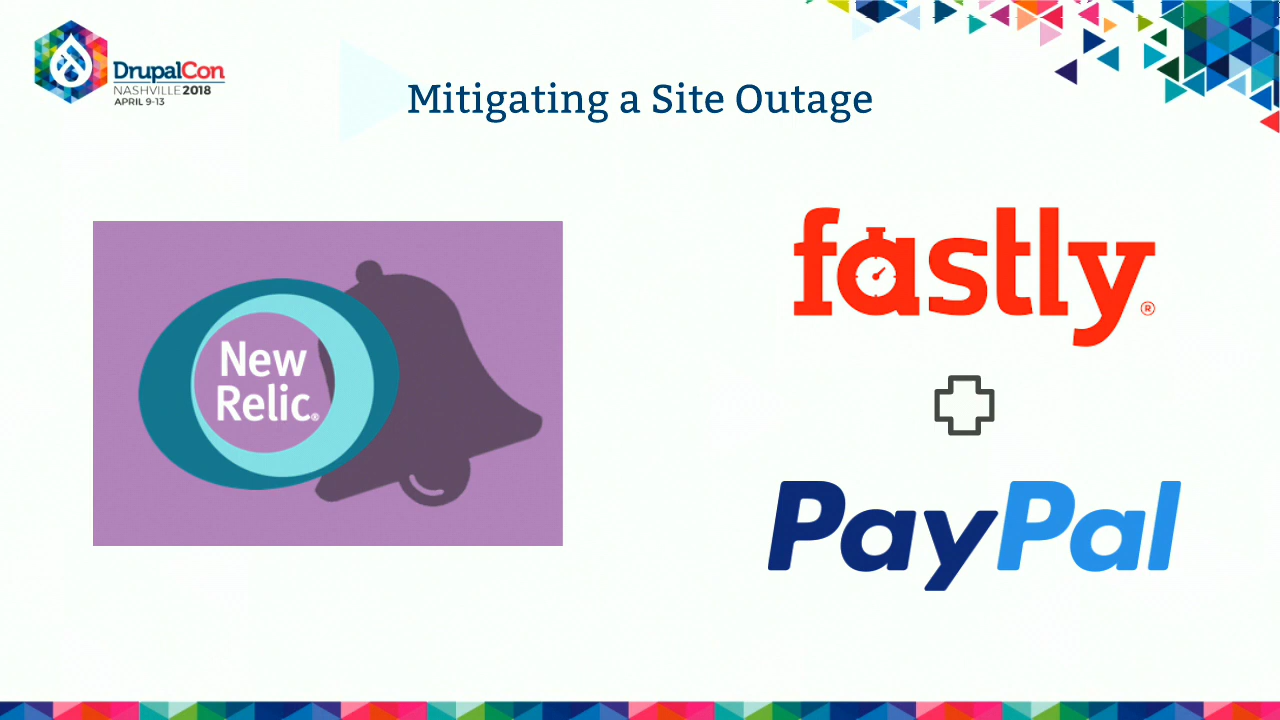 DrupalCon
NASHVILLE 2018
APRIL 9-13
Mitigating a Site Outage
New
Relic®
fastly®
PayPal